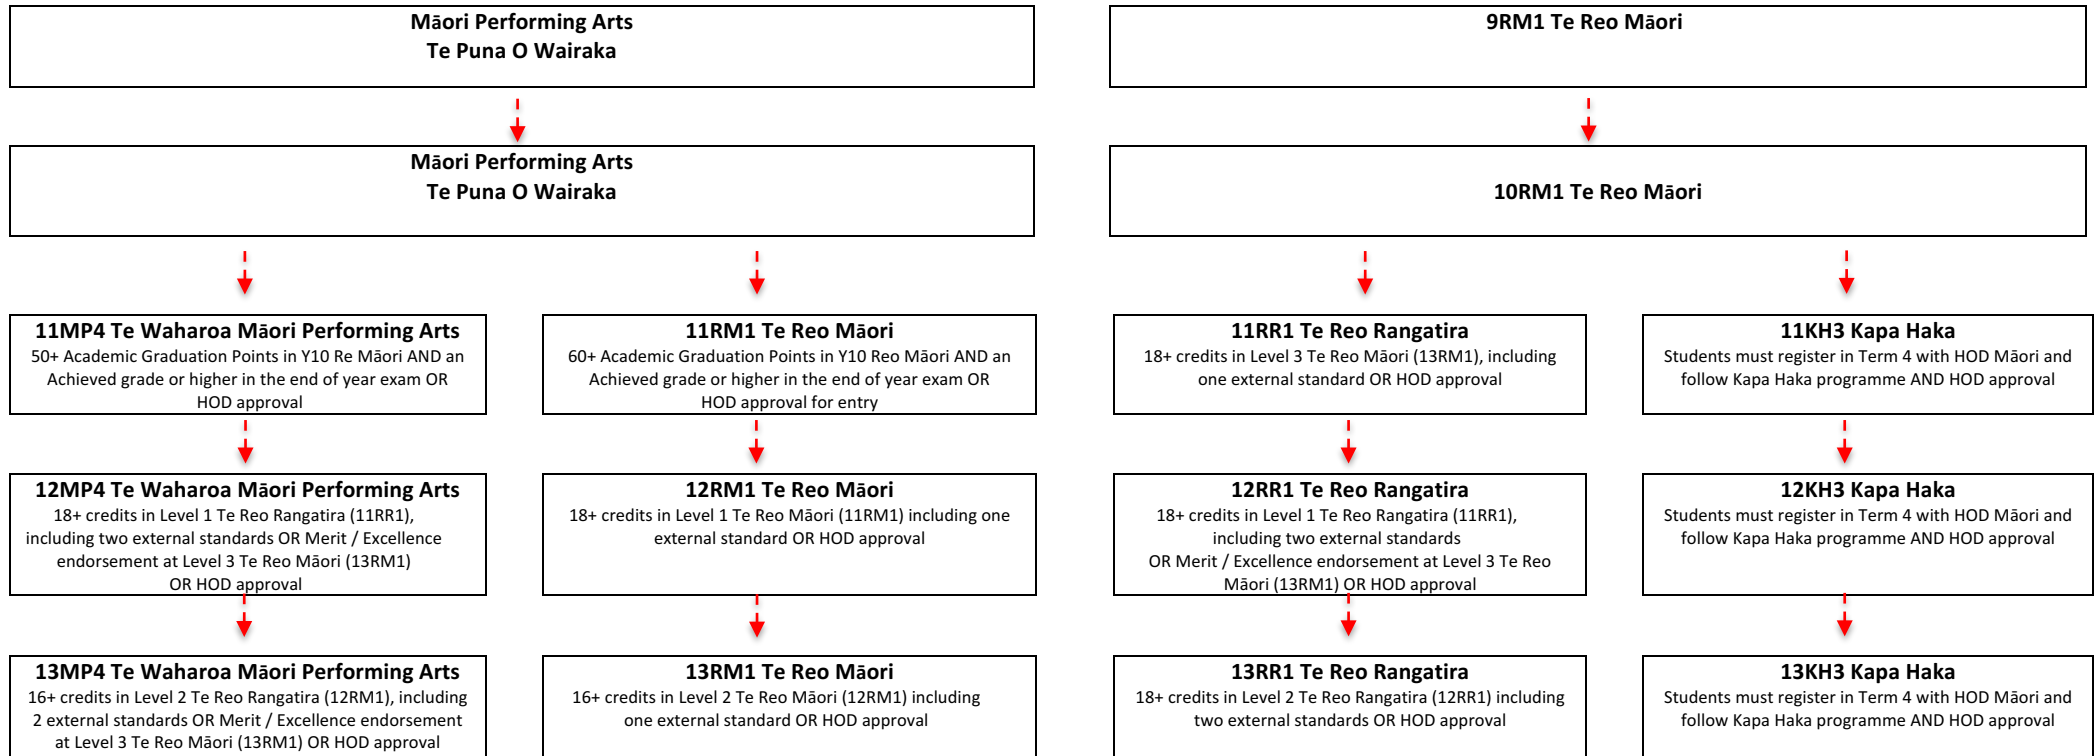 Māori Performing Arts
Te Puna O Wairaka
9RM1 Te Reo Māori
Māori Performing Arts
Te Puna O Wairaka
10RM1 Te Reo Māori
11MP4 Te Waharoa Māori Performing Arts
50+ Academic Graduation Points in Y10 Re Māori AND an
Achieved grade or higher in the end of year exam OR
HOD approval
11RM1 Te Reo Māori
60+ Academic Graduation Points in Y10 Reo Māori AND an
Achieved grade or higher in the end of year exam OR
HOD approval for entry
11RR1 Te Reo Rangatira
18+ credits in Level 3 Te Reo Māori (13RM1), including
one external standard OR HOD approval
11KH3 Kapa Haka
Students must register in Term 4 with HOD Māori and
follow Kapa Haka programme AND HOD approval
12MP4 Te Waharoa Māori Performing Arts
18+ credits in Level 1 Te Reo Rangatira (11RR1),
including two external standards OR Merit / Excellence
endorsement at Level 3 Te Reo Māori (13RM1)
OR HOD approval
12RM1 Te Reo Māori
18+ credits in Level 1 Te Reo Māori (11RM1) including one
external standard OR HOD approval
12RR1 Te Reo Rangatira
18+ credits in Level 1 Te Reo Rangatira (11RR1),
including two external standards
OR Merit / Excellence endorsement at Level 3 Te Reo
Māori (13RM1) OR HOD approval
12KH3 Kapa Haka
Students must register in Term 4 with HOD Māori and
follow Kapa Haka programme AND HOD approval
13MP4 Te Waharoa Māori Performing Arts
16+ credits in Level 2 Te Reo Rangatira (12RM1), including
2 external standards OR Merit / Excellence endorsement
at Level 3 Te Reo Māori (13RM1) OR HOD approval
13RM1 Te Reo Māori
16+ credits in Level 2 Te Reo Māori (12RM1) including
one external standard OR HOD approval
13RR1 Te Reo Rangatira
18+ credits in Level 2 Te Reo Rangatira (12RR1) including
two external standards OR HOD approval
13KH3 Kapa Haka
Students must register in Term 4 with HOD Māori and
follow Kapa Haka programme AND HOD approval